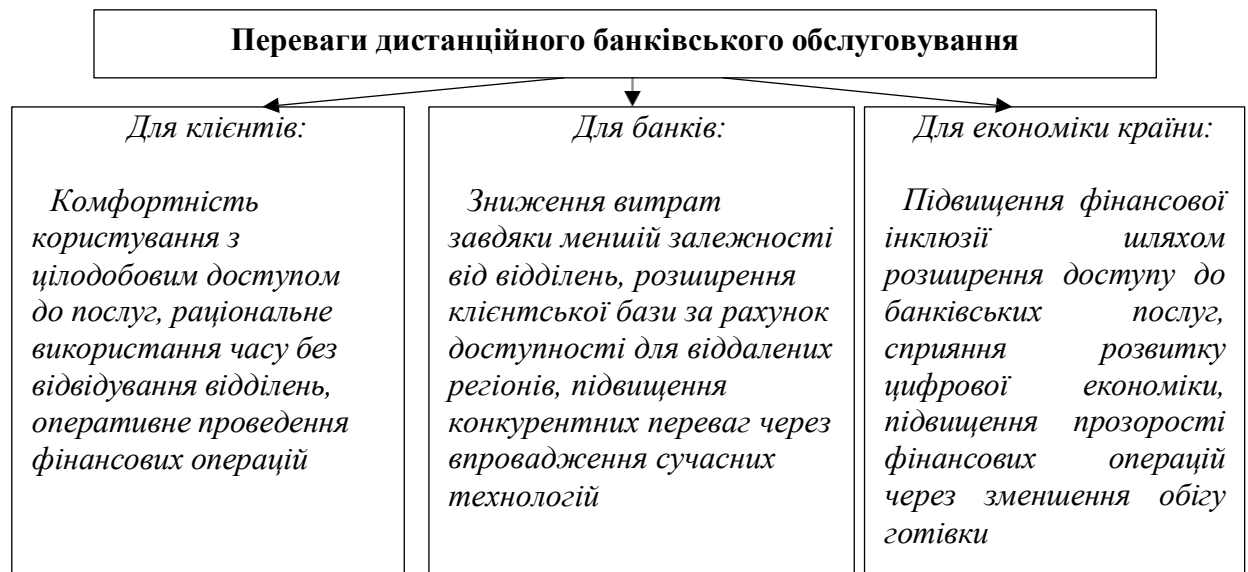 Переваги дистанційного банківського обслуговування
Для клієнтів:
Комфортність
користування з
цілодобовим доступом
до послуг, раціональне
використання часу без
відвідування відділень,
оперативне проведення
фінансових операцій
Для банків:
Зниження витрат
завдяки меншій залежності
від відділень, розширення
клієнтської бази за рахунок
доступності для віддалених
регіонів, підвищення
конкурентних переваг через
впровадження сучасних
технологій
Для економіки країни:
Підвищення фінансової
інклюзії шляхом
розширення доступу до
банківських послуг,
сприяння розвитку
цифрової економіки,
підвищення прозорості
фінансових операцій
через зменшення обігу
готівки